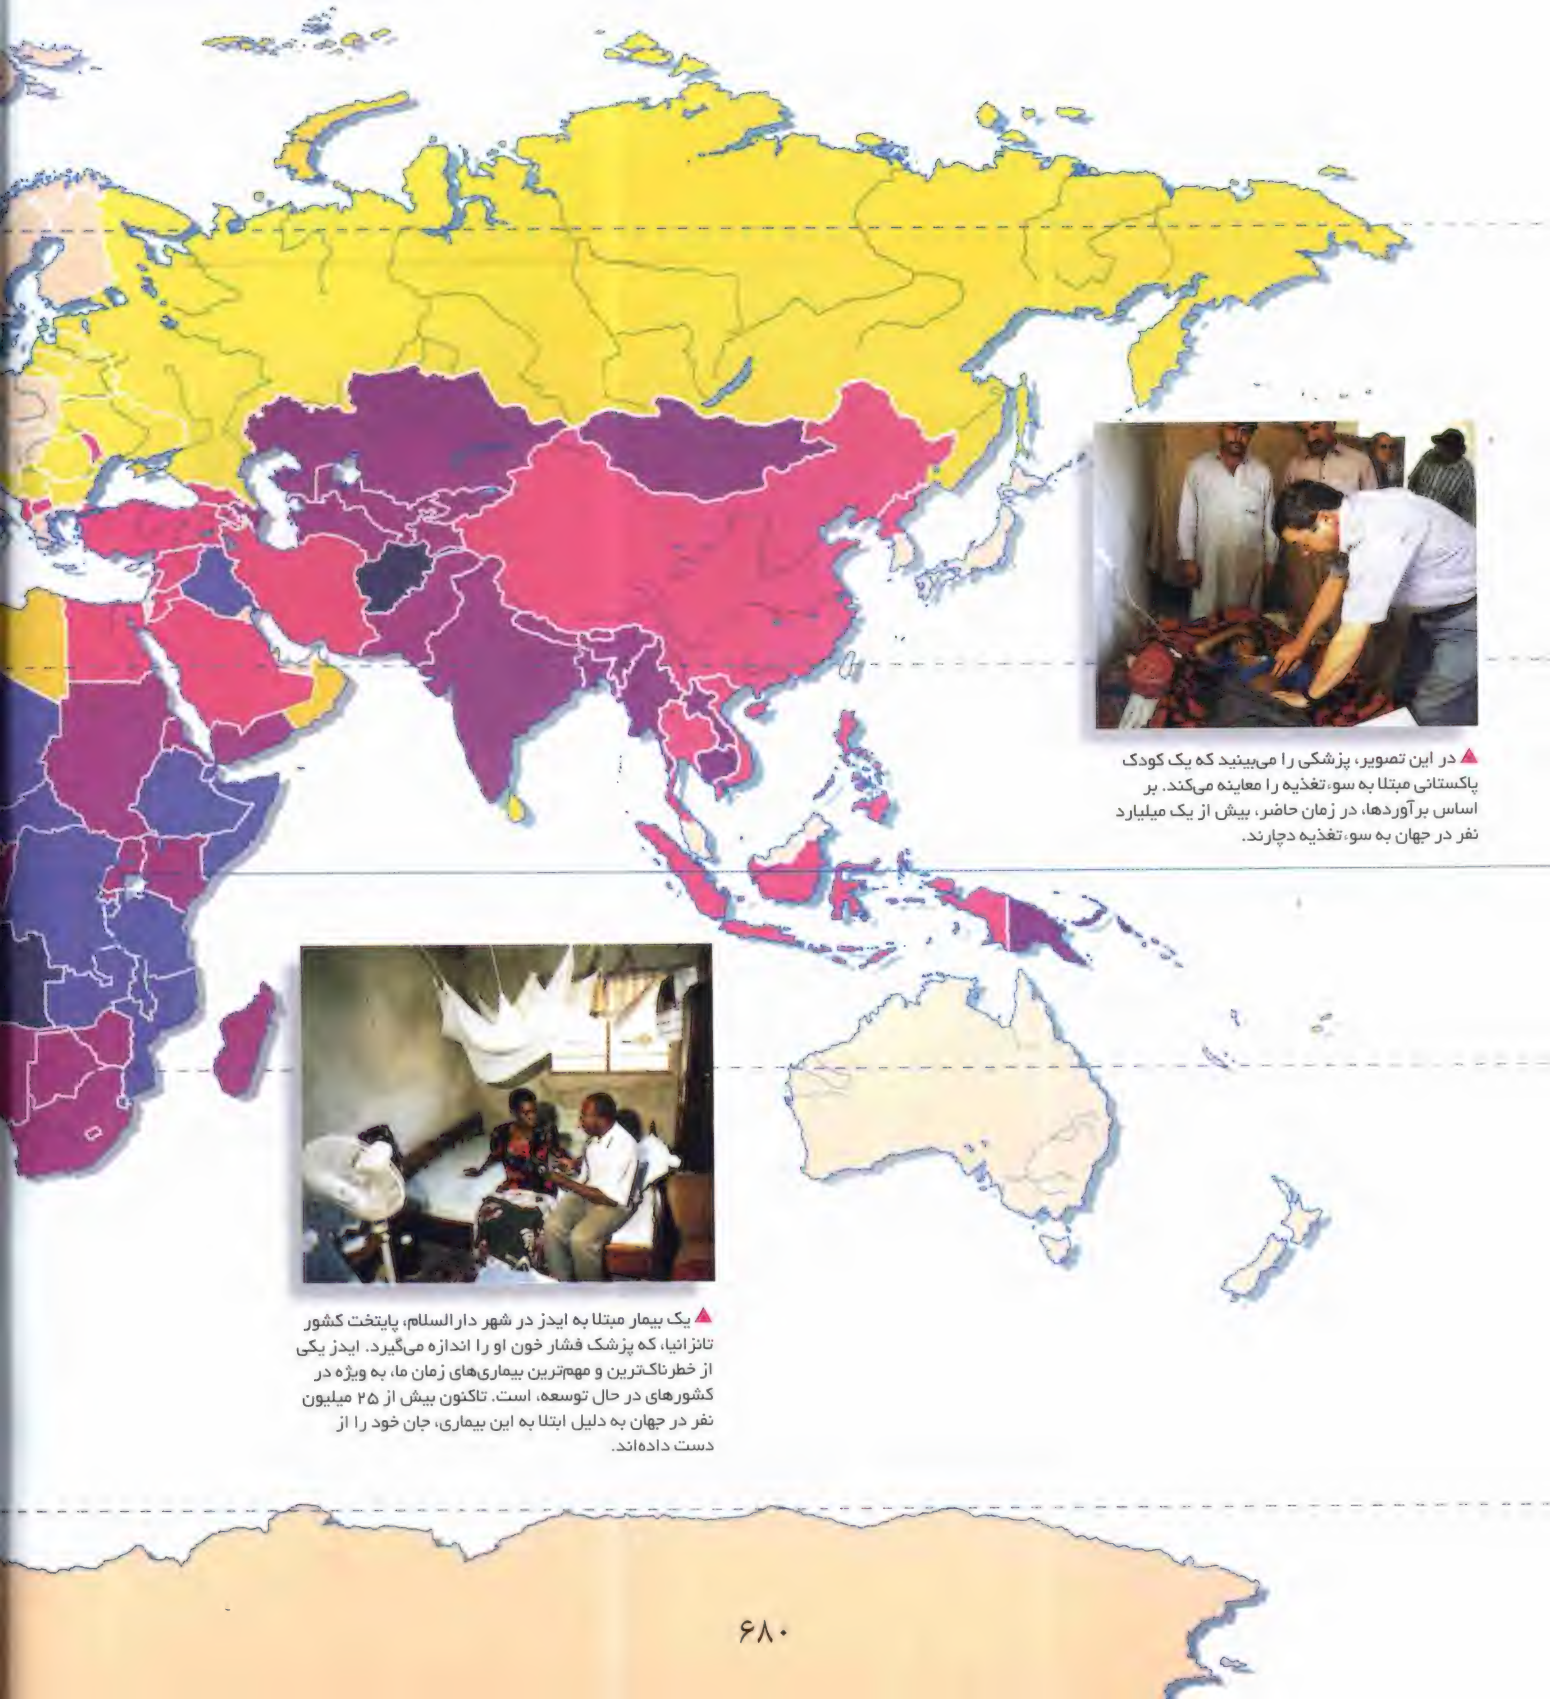 ▲ در این تصویر، پزشکی را می‌بینید که یک کودک
پاکستانی مبتلا به سوءتغذیه را معاینه می‌کند. بر
اساس برآوردها، در زمان حاضر، بیش از یک میلیارد
نفر در جهان به سوءتغذیه دچارند.
▲ یک بیمار مبتلا به ایدز در شهر دارالسلام، پایتخت کشور
تانزانیا، که پزشک فشار خون او را اندازه می‌گیرد. ایدز یکی
از خطرناک‌ترین و مهم‌ترین بیماری‌های زمان ما، به ویژه در
کشورهای در حال توسعه، است. تاکنون بیش از ۲۵ میلیون
نفر در جهان به دلیل ابتلا به این بیماری، جان خود را از
دست داده‌اند.
۶۸۰